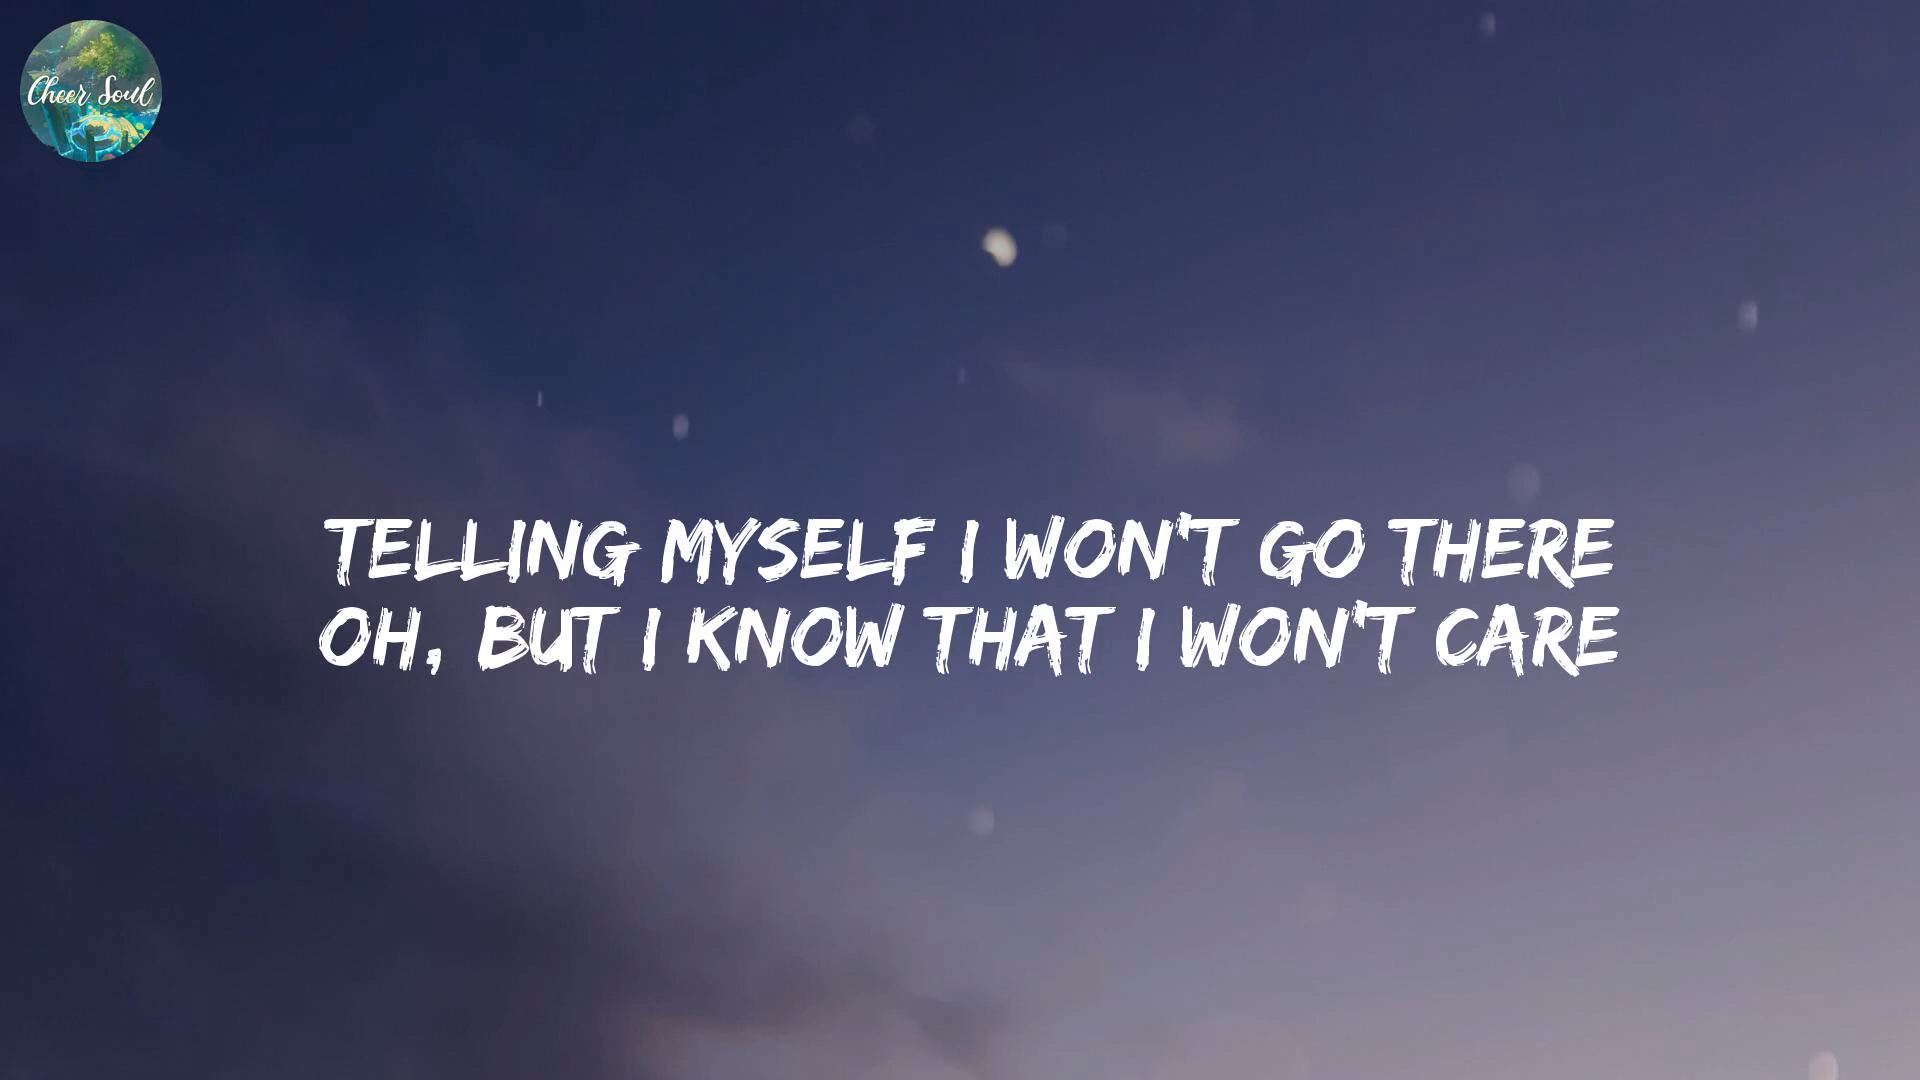 Cheer Soul
TELLING MYSELF I WON'T GO THERE
OH, BUT I KNOW THAT I WON'T CARE